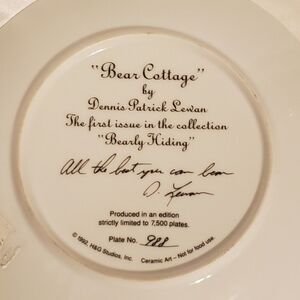 "Bear Cottage"
by
Dennis Patrick Lewan
The first issue in the collection
"Bearly Hiding"
All the best you can bear
D. Lewan
Produced in an edition
strictly limited to 7,500 plates.
Plate No. 988
© 1992, H&G Studios, Inc. Ceramic Art – Not for food use.